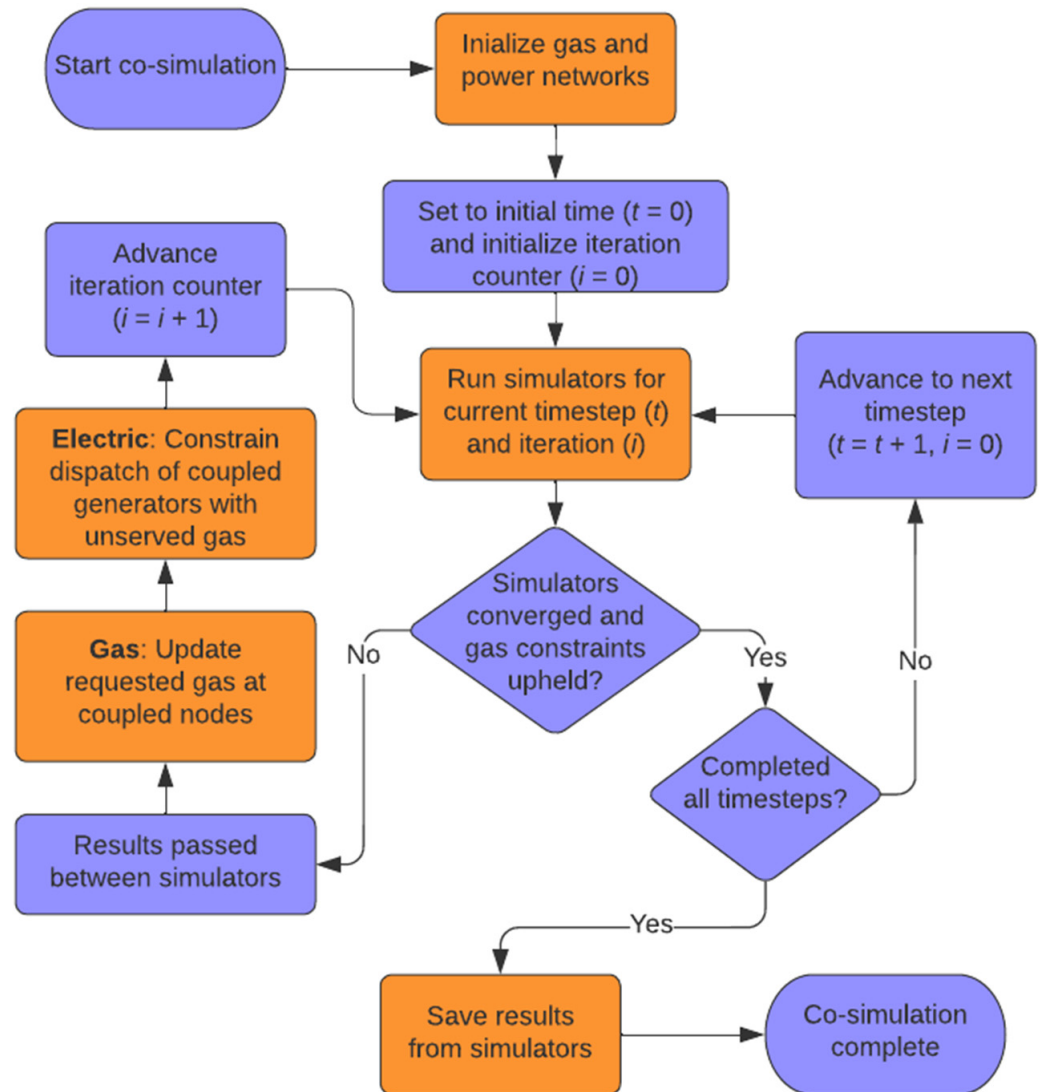 Start co-simulation
Inialize gas and
power networks
Set to initial time (t = 0)
and initialize iteration
counter (i = 0)
Advance
iteration counter
(i = i + 1)
Run simulators for
current timestep (t)
and iteration (i)
Advance to next
timestep
(t = t + 1, i = 0)
Electric: Constrain
dispatch of coupled
generators with
unserved gas
Simulators
converged and
gas constraints
upheld?
No
Yes
No
Gas: Update
requested gas at
coupled nodes
Completed
all timesteps?
Results passed
between simulators
Yes
Save results
from simulators
Co-simulation
complete